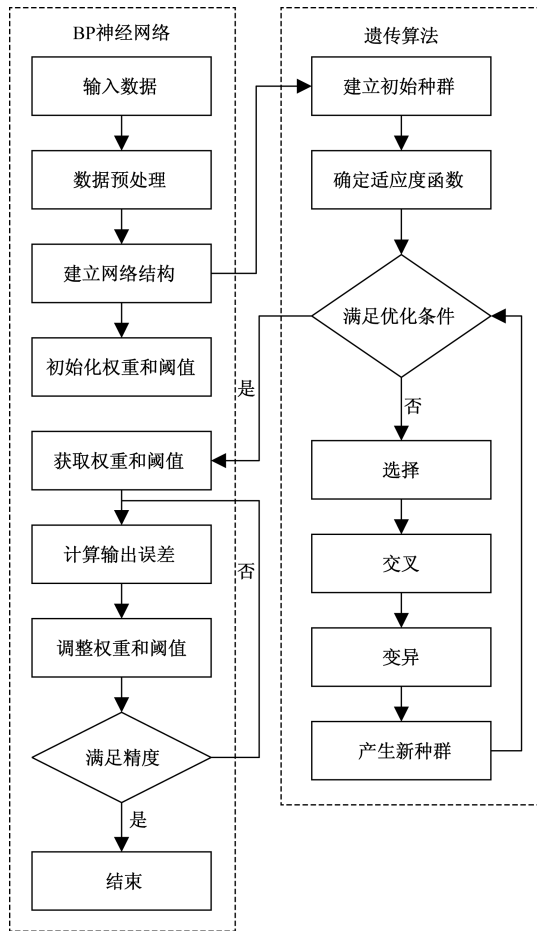 BP神经网络
输入数据
数据预处理
建立网络结构
初始化权重和阈值
获取权重和阈值
计算输出误差
调整权重和阈值
满足精度
是
结束
否
是
遗传算法
建立初始种群
确定适应度函数
满足优化条件
否
选择
交叉
变异
产生新种群